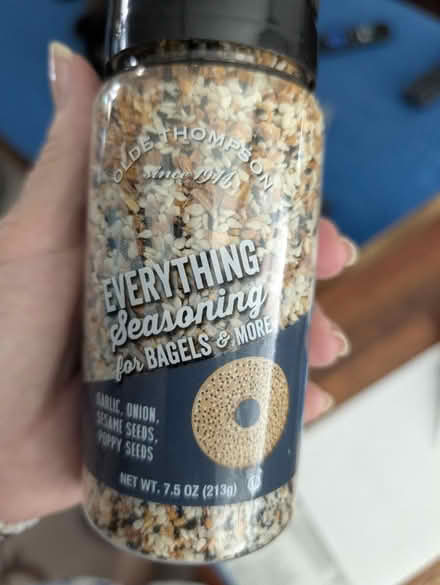 OLDE THOMPSON
since 1944
EVERYTHING
Seasoning
for BAGELS & MORE
GARLIC, ONION,
SESAME SEEDS,
POPPY SEEDS
NET WT. 7.5 OZ (213g)